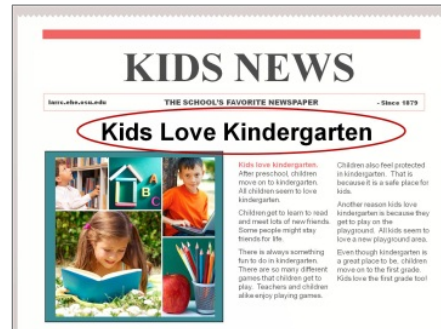 KIDS NEWS
larrc.ehe.osu.edu
THE SCHOOL'S FAVORITE NEWSPAPER
- Since 1879
Kids Love Kindergarten
A
B
C
Kids love kindergarten.
After preschool, children
move on to kindergarten.
All children seem to love
kindergarten.
Children get to learn to read
and meet lots of new friends.
Some people might stay
friends for life.
There is always something
fun to do in kindergarten.
There are so many different
games that children get to
play. Teachers and children
alike enjoy playing games.
Children also feel protected
in kindergarten. That is
because it is a safe place for
kids.
Another reason kids love
kindergarten is because they
get to play on the
playground. All kids seem to
love a new playground area.
Even though kindergarten is
a great place to be, children
move on to the first grade.
Kids love the first grade too!